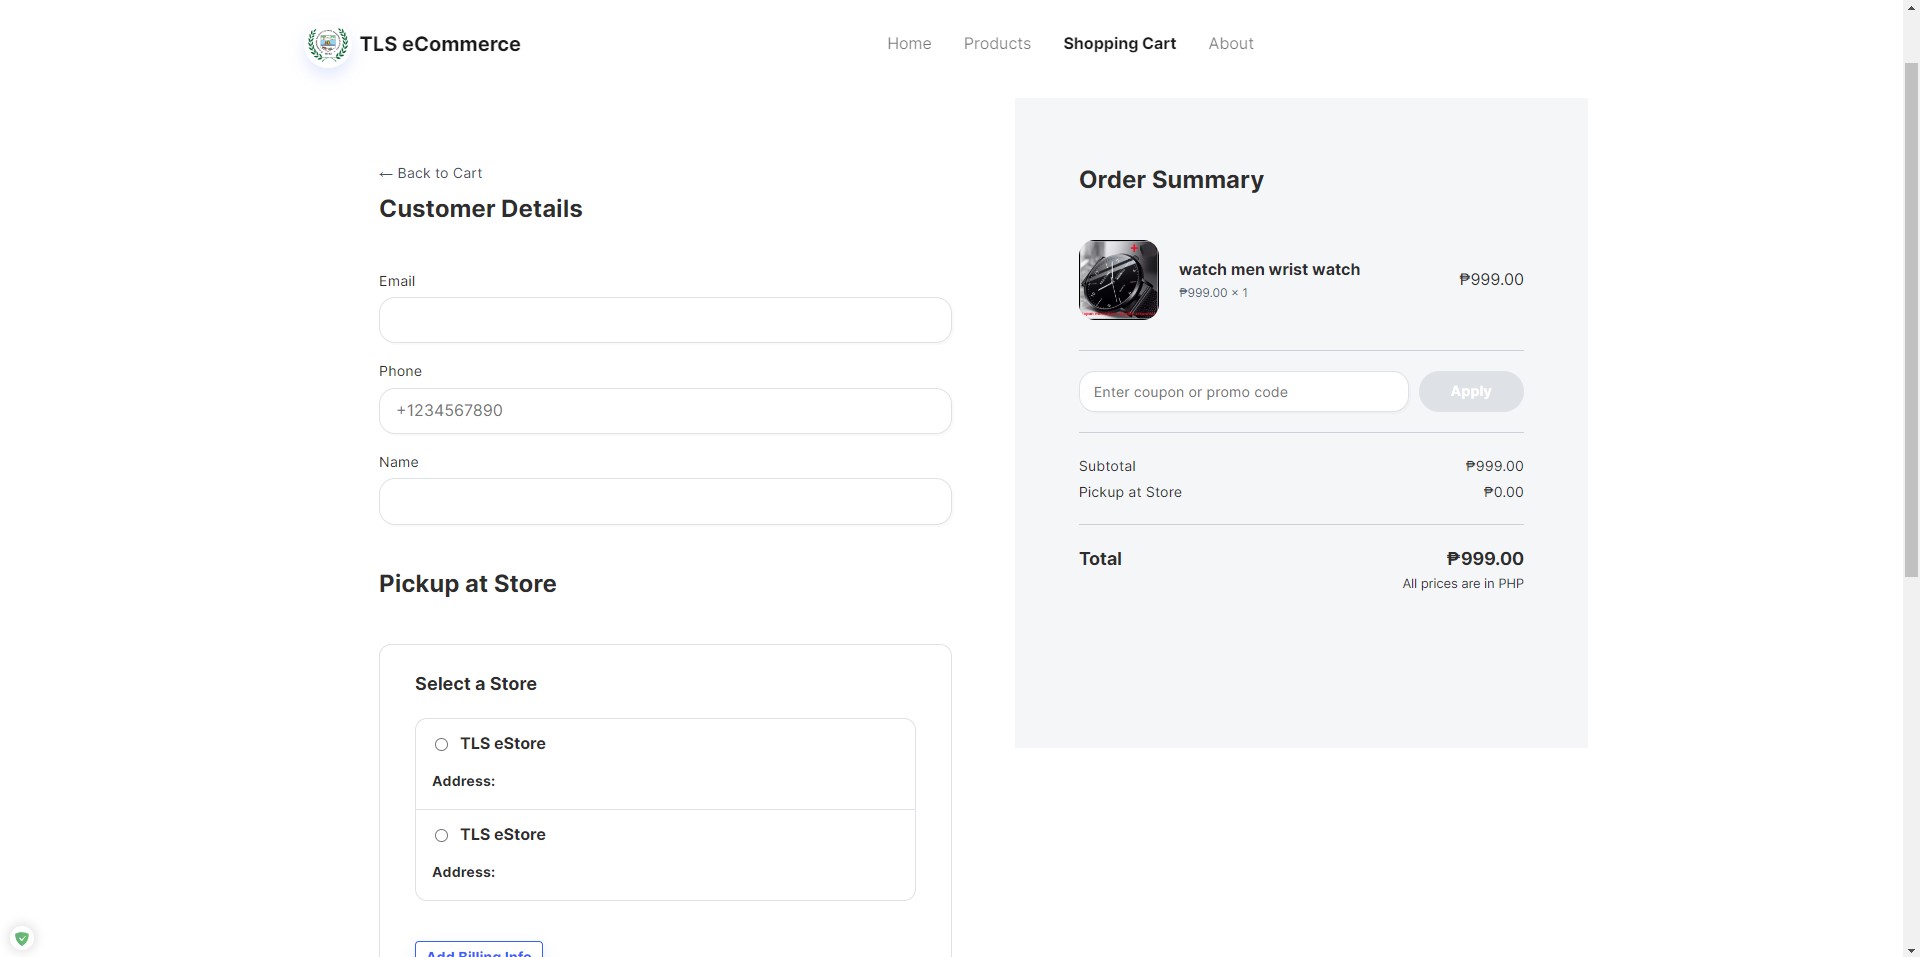 TLS eCommerce
Home
Products
Shopping Cart
About
← Back to Cart
Customer Details
Email
Phone
+1234567890
Name
Pickup at Store
Select a Store
TLS eStore
Address:
TLS eStore
Address:
Add Billing Info
Order Summary
watch men wrist watch
₱999.00 × 1
₱999.00
Enter coupon or promo code
Apply
Subtotal
₱999.00
Pickup at Store
₱0.00
Total
₱999.00
All prices are in PHP